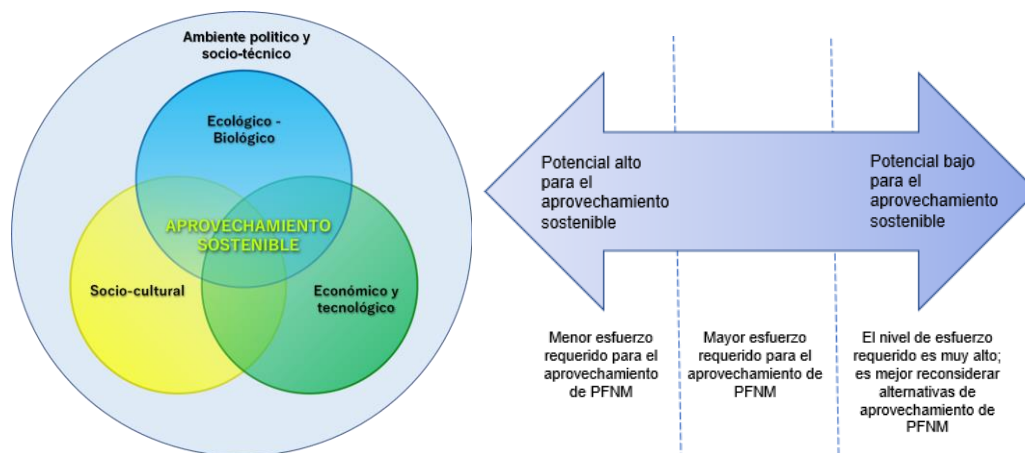 Ambiente político y
socio-técnico
Ecológico -
Biológico
APROVECHAMIENTO
SOSTENIBLE
Socio-cultural
Económico y
tecnológico
Potencial alto
para el
aprovechamiento
sostenible
Potencial bajo
para el
aprovechamiento
sostenible
Menor esfuerzo
requerido para el
aprovechamiento
de PFNM
Mayor esfuerzo
requerido para el
aprovechamiento
de PFNM
El nivel de esfuerzo
requerido es muy alto;
es mejor reconsiderar
alternativas de
aprovechamiento de
PFNM